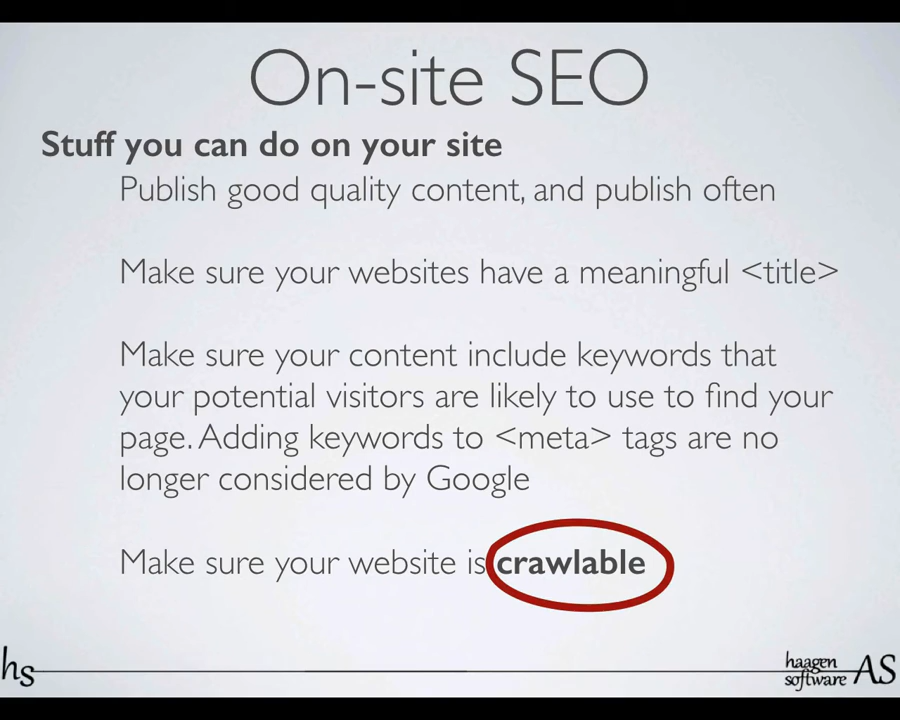 On-site SEO
Stuff you can do on your site
Publish good quality content, and publish often
Make sure your websites have a meaningful <title>
Make sure your content include keywords that
your potential visitors are likely to use to find your
page. Adding keywords to <meta> tags are no
longer considered by Google
Make sure your website is crawlable
hs
haagen
software AS